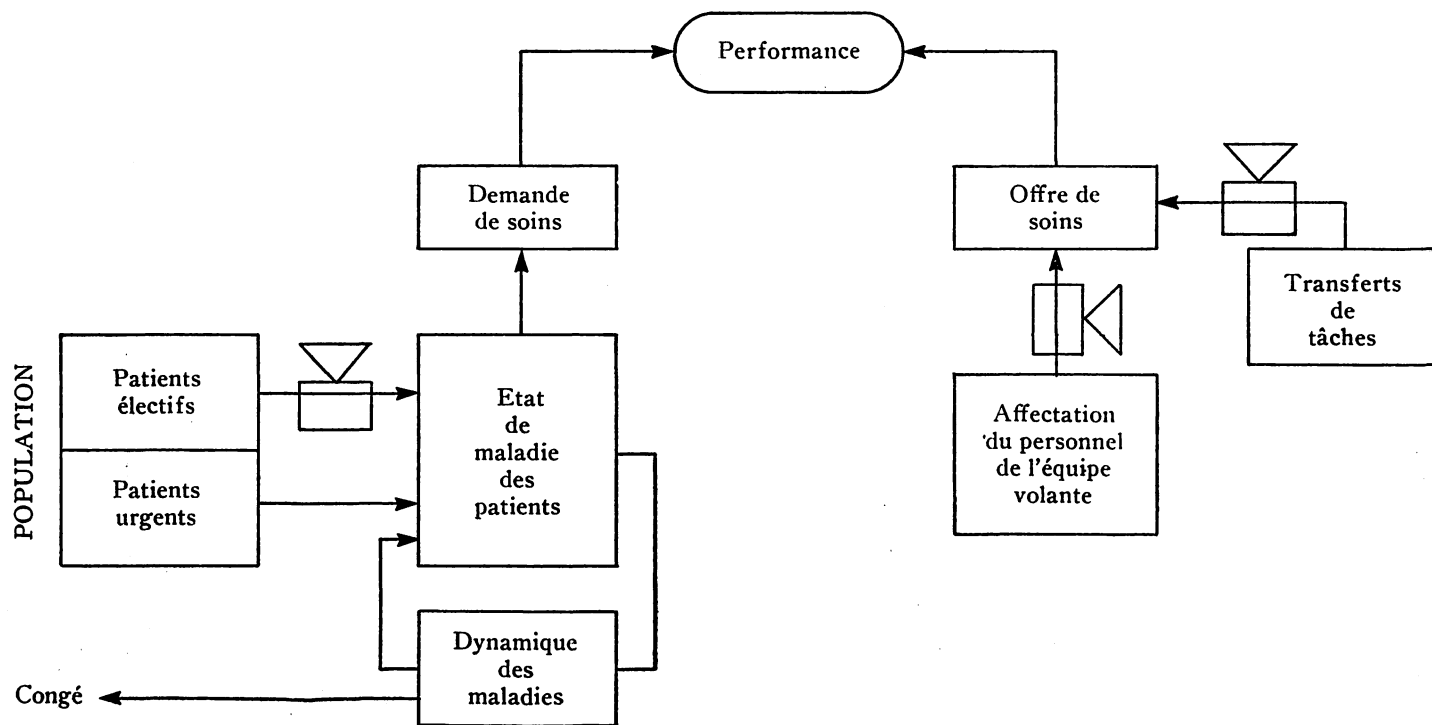 Performance
Demande
de soins
Offre de
soins
Transferts
de
tâches
POPULATION
Patients
électifs
Patients
urgents
Etat
de
maladie
des
patients
Affectation
du personnel
de l'équipe
volante
Dynamique
des
maladies
Congé